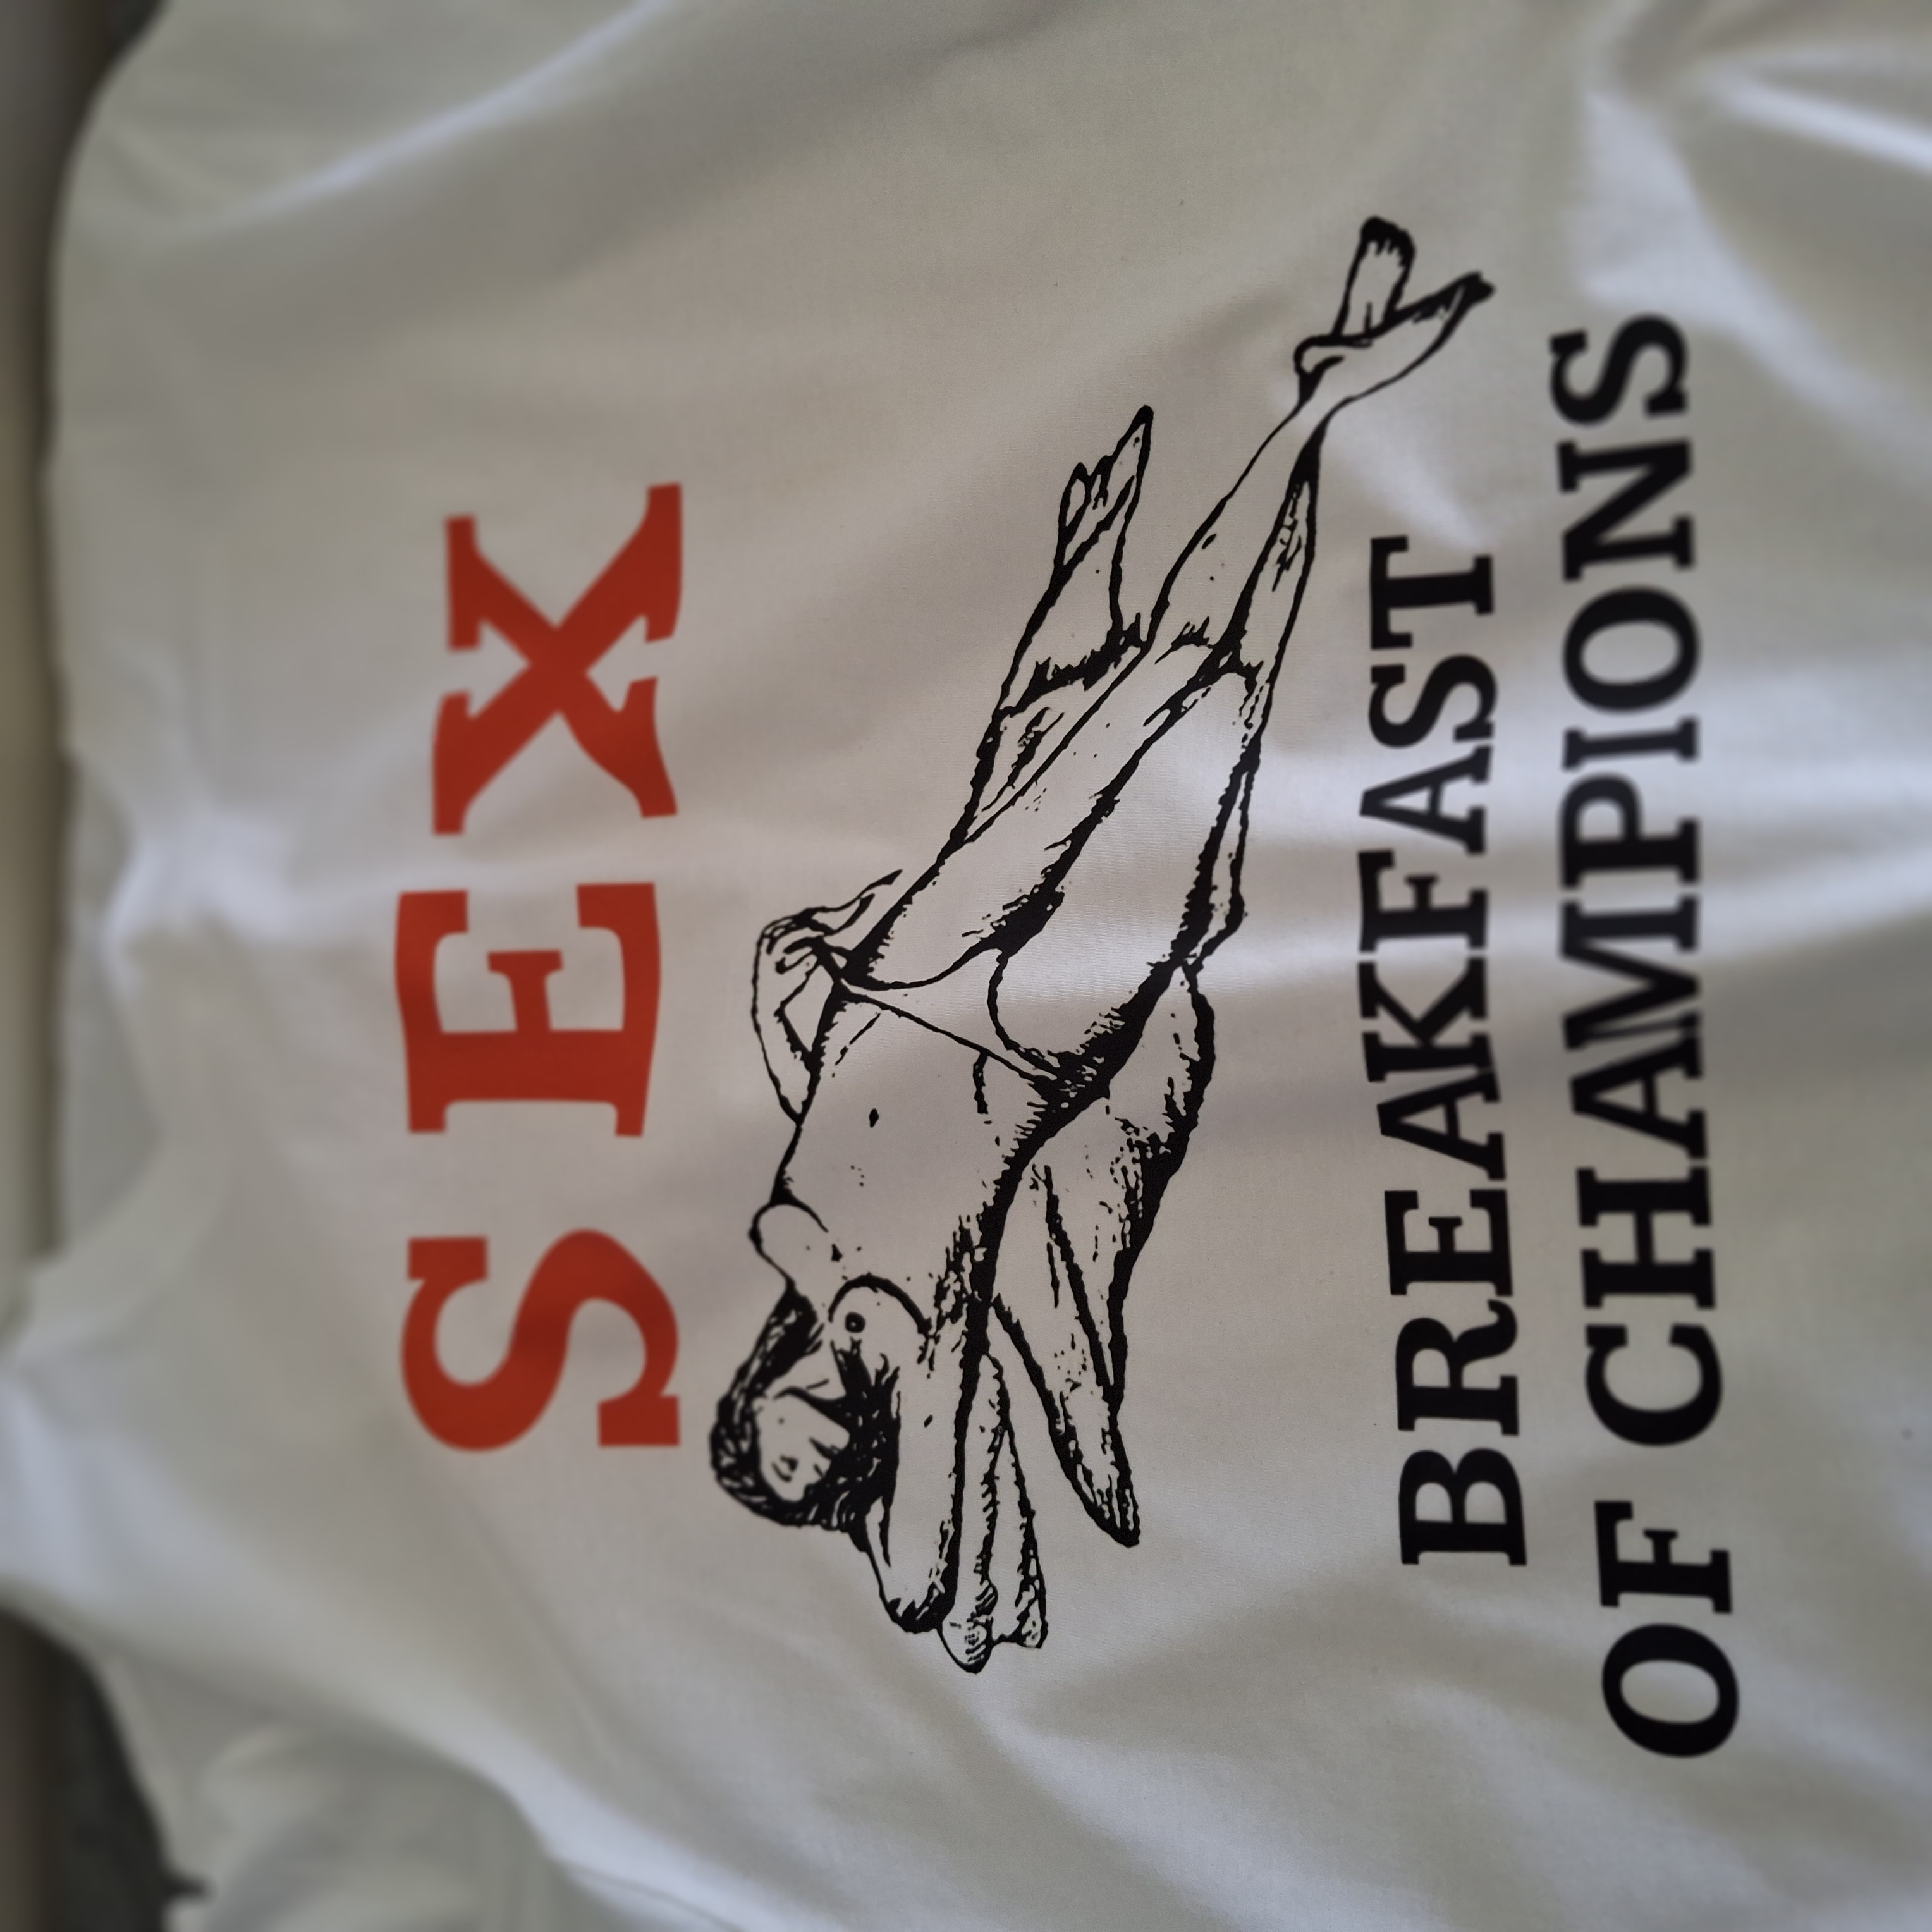 SEX
BREAKFAST
OF CHAMPIONS